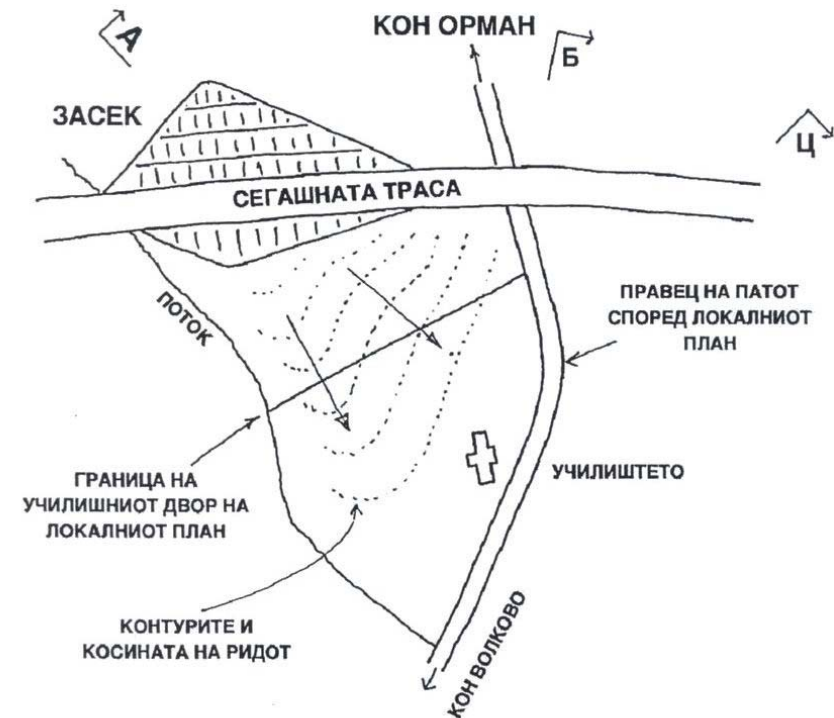 А
КОН ОРМАН
Б
Ц
ЗАСЕК
СЕГАШНАТА ТРАСА
ПОТОК
ПРАВЕЦ НА ПАТОТ
СПОРЕД ЛОКАЛНИОТ
ПЛАН
ГРАНИЦА НА
УЧИЛИШНИОТ ДВОР НА
ЛОКАЛНИОТ ПЛАН
УЧИЛИШТЕТО
КОНТУРИТЕ И
КОСИНАТА НА РИДОТ
КОН ВОЛКОВО